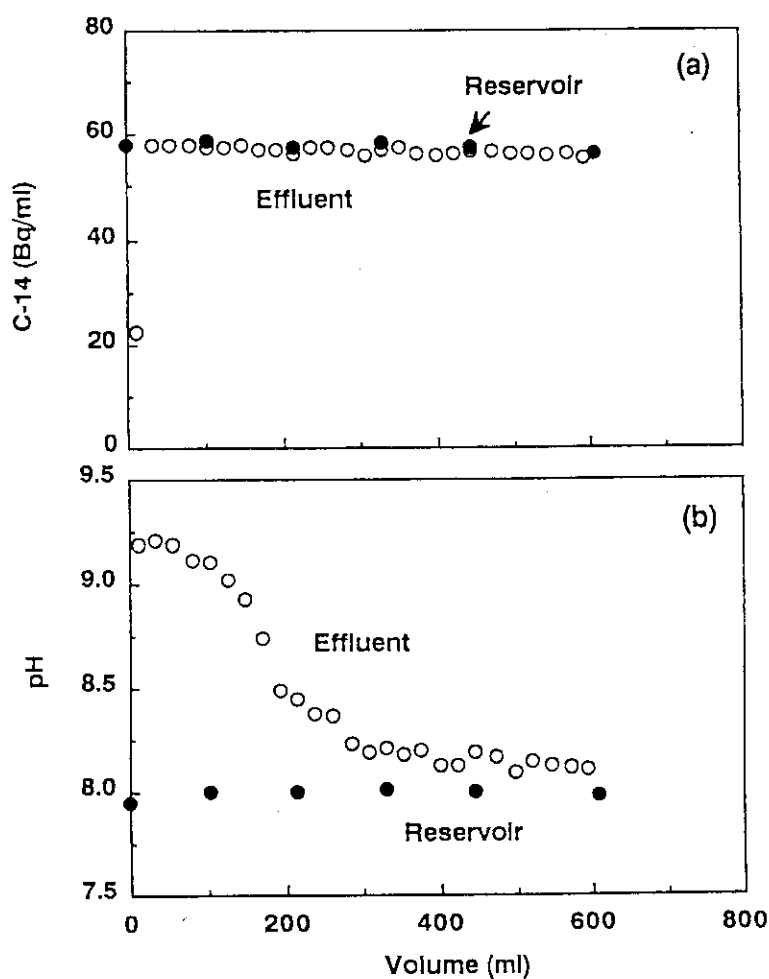 80
60
40
20
0
C-14 (Bq/ml)
(a)
Reservoir
Effluent
9.5
9.0
8.5
8.0
7.5
pH
(b)
Effluent
Reservoir
0 200 400 600 800
Volume (ml)